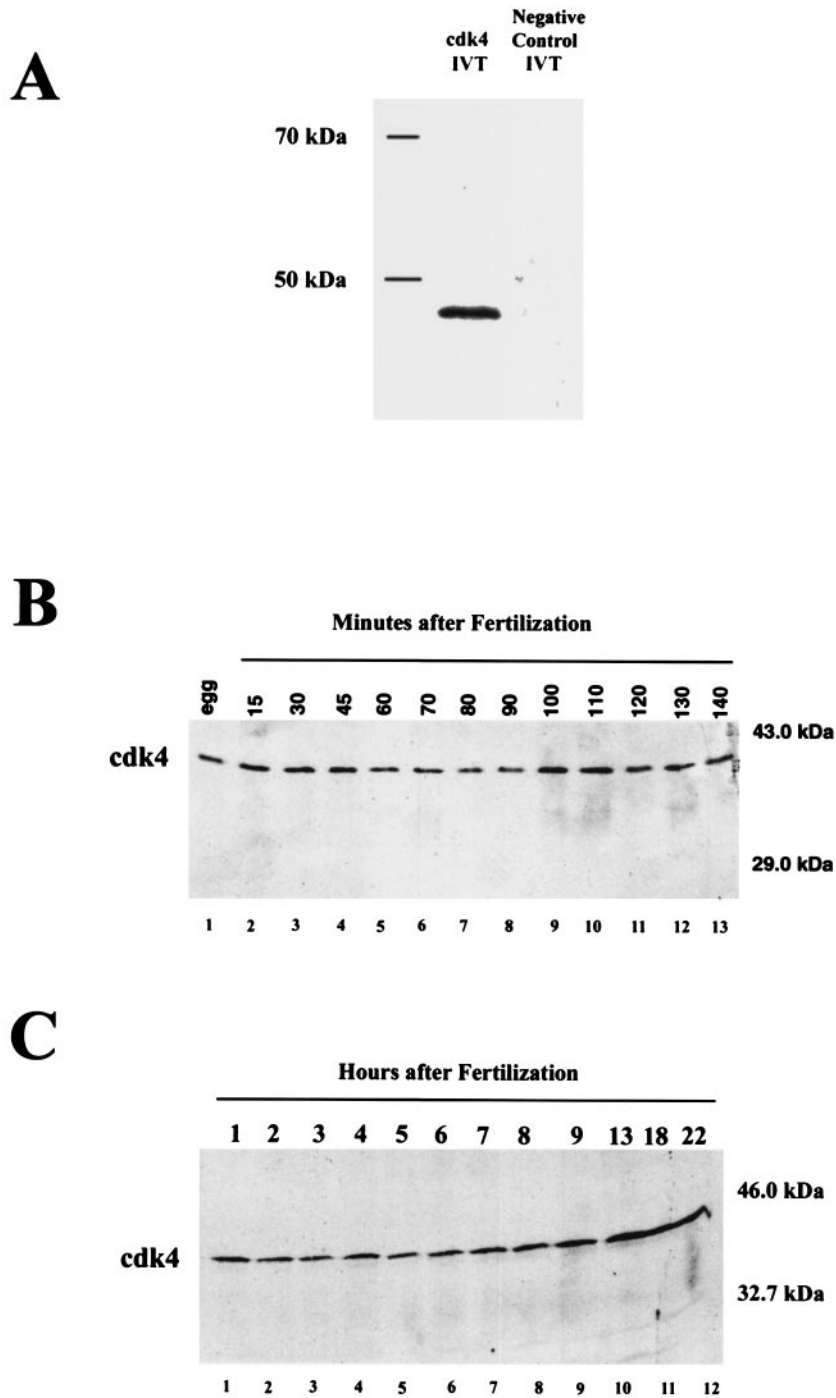 A
cdk4 IVT
Negative Control IVT
70 kDa
50 kDa
B
Minutes after Fertilization
egg 15 30 45 60 70 80 90 100 110 120 130 140
43.0 kDa
cdk4
29.0 kDa
1 2 3 4 5 6 7 8 9 10 11 12 13
C
Hours after Fertilization
1 2 3 4 5 6 7 8 9 13 18 22
46.0 kDa
cdk4
32.7 kDa
1 2 3 4 5 6 7 8 9 10 11 12